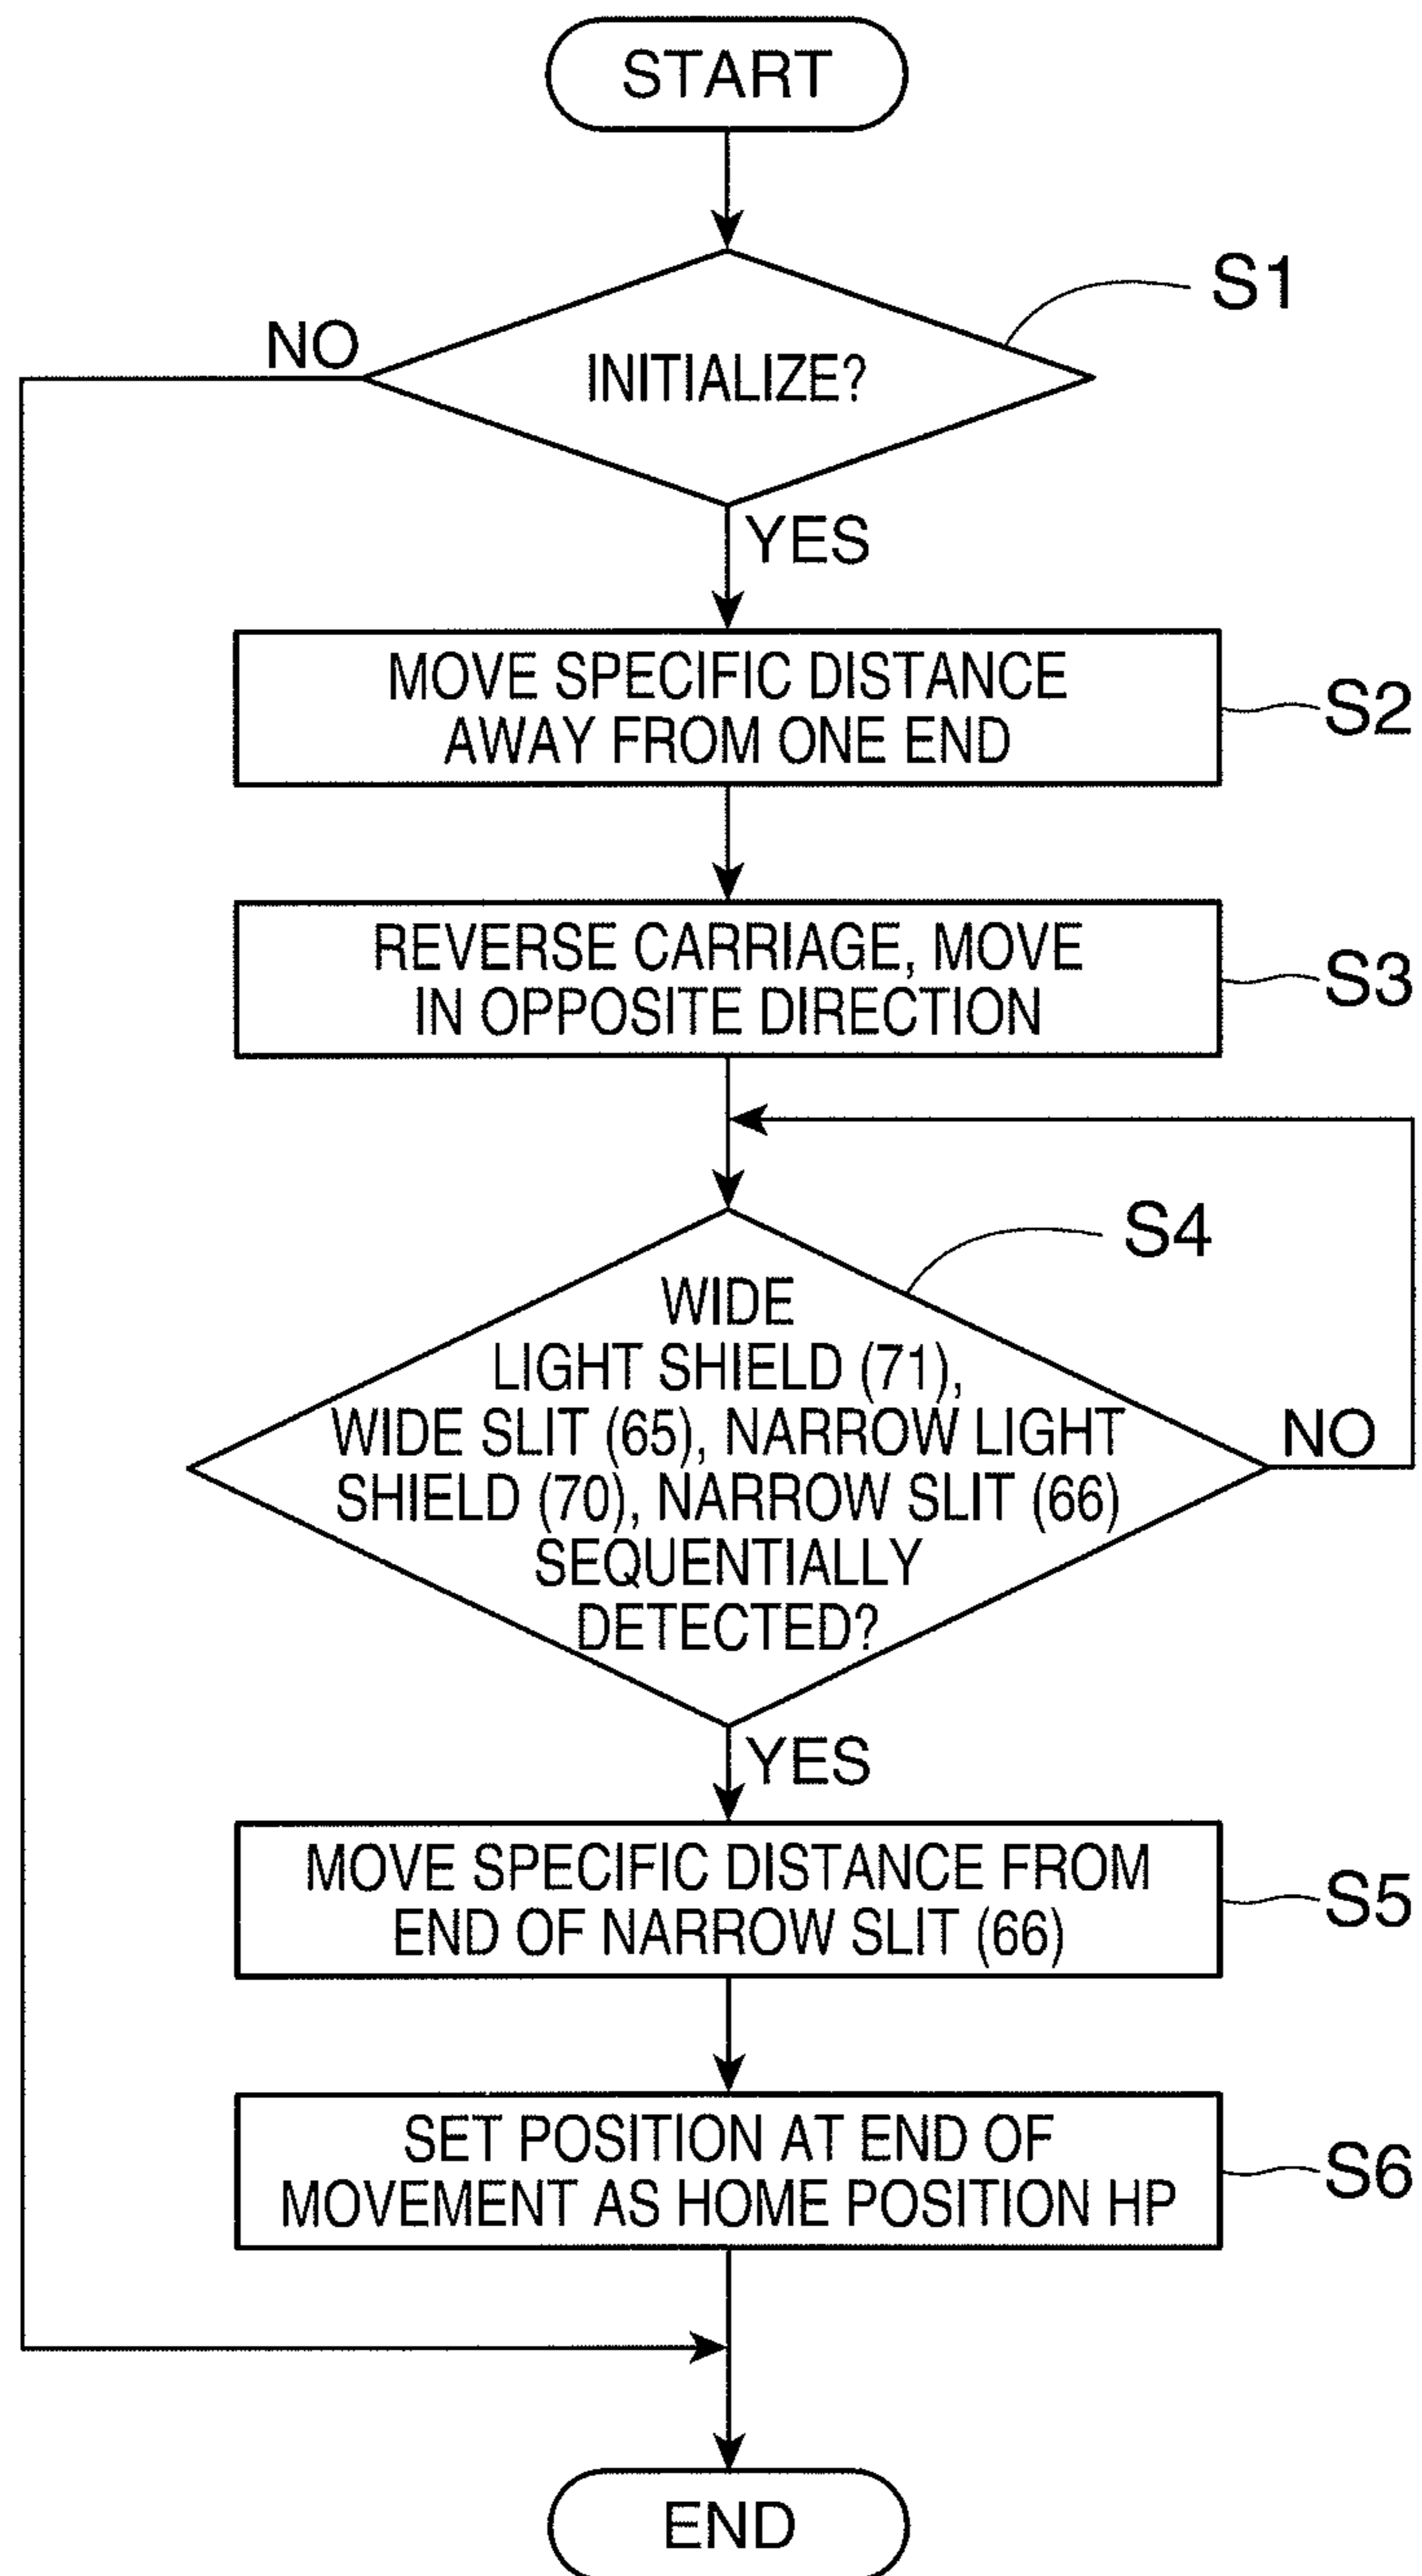 START
S1
NO
INITIALIZE?
YES
MOVE SPECIFIC DISTANCE
AWAY FROM ONE END
S2
REVERSE CARRIAGE, MOVE
IN OPPOSITE DIRECTION
S3
S4
WIDE
LIGHT SHIELD (71),
WIDE SLIT (65), NARROW LIGHT
SHIELD (70), NARROW SLIT (66)
SEQUENTIALLY
DETECTED?
NO
YES
MOVE SPECIFIC DISTANCE FROM
END OF NARROW SLIT (66)
S5
SET POSITION AT END OF
MOVEMENT AS HOME POSITION HP
S6
END